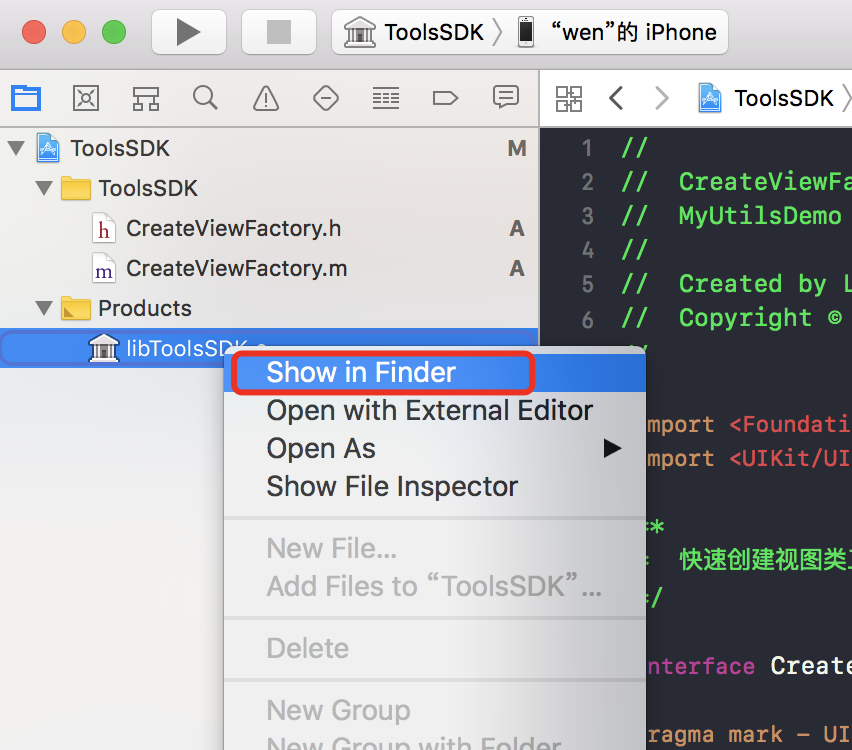 ToolsSDK
“wen”的 iPhone
ToolsSDK
ToolsSDK M
ToolsSDK
h CreateViewFactory.h A
m CreateViewFactory.m A
Products
libToolsSDK
Show in Finder
Open with External Editor
Open As
Show File Inspector
New File...
Add Files to “ToolsSDK”...
Delete
New Group
New Group with Folder
1 //
2 // CreateViewFa
3 // MyUtilsDemo
4 //
5 // Created by L
6 // Copyright ©
mport <Foundati
mport <UIKit/UI
*
快速创建视图类
*/
nterface Create
ragma mark – UI